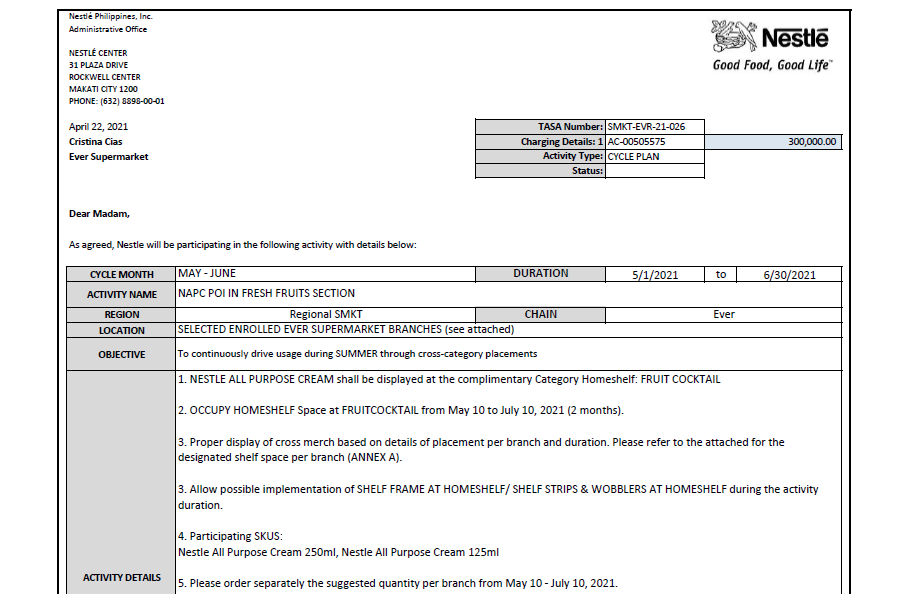 Nestlé Philippines, Inc.
Administrative Office
NESTLÉ CENTER
31 PLAZA DRIVE
ROCKWELL CENTER
MAKATI CITY 1200
PHONE: (632) 8898-00-01
Nestlé
Good Food, Good Life™
April 22, 2021
Cristina Cias
Ever Supermarket
TASA Number: SMKT-EVR-21-026
Charging Details: 1 AC-00505575 300,000.00
Activity Type: CYCLE PLAN
Status:
Dear Madam,
As agreed, Nestle will be participating in the following activity with details below:
CYCLE MONTH MAY - JUNE DURATION 5/1/2021 to 6/30/2021
ACTIVITY NAME NAPC POI IN FRESH FRUITS SECTION
REGION Regional SMKT CHAIN Ever
LOCATION SELECTED ENROLLED EVER SUPERMARKET BRANCHES (see attached)
OBJECTIVE To continuously drive usage during SUMMER through cross-category placements
1. NESTLE ALL PURPOSE CREAM shall be displayed at the complimentary Category Homeshelf: FRUIT COCKTAIL
2. OCCUPY HOMESHELF Space at FRUITCOCKTAIL from May 10 to July 10, 2021 (2 months).
3. Proper display of cross merch based on details of placement per branch and duration. Please refer to the attached for the
designated shelf space per branch (ANNEX A).
3. Allow possible implementation of SHELF FRAME AT HOMESHELF/ SHELF STRIPS & WOBBLERS AT HOMESHELF during the activity
duration.
4. Participating SKUS:
Nestle All Purpose Cream 250ml, Nestle All Purpose Cream 125ml
ACTIVITY DETAILS
5. Please order separately the suggested quantity per branch from May 10 - July 10, 2021.